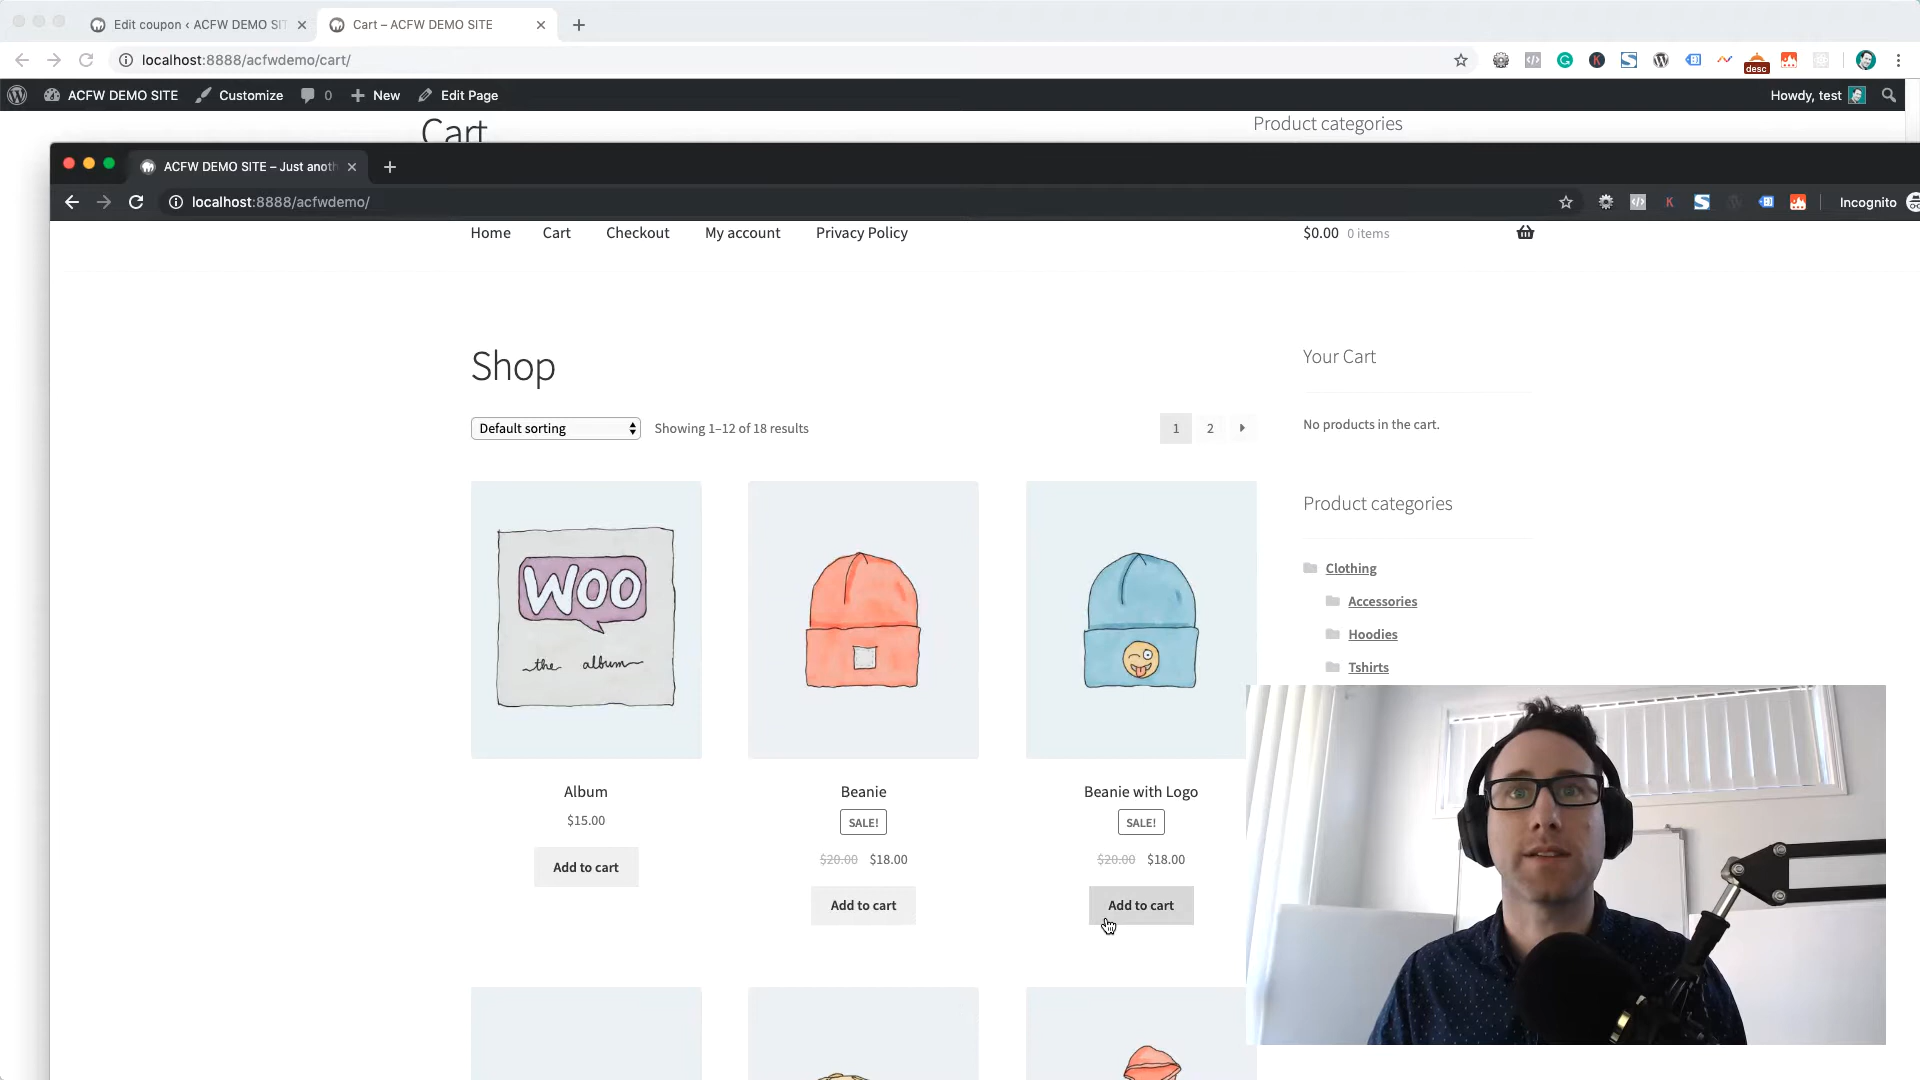 Edit coupon ‹ ACFW DEMO SIT
Cart – ACFW DEMO SITE
localhost:8888/acfwdemo/cart/
desc
ACFW DEMO SITE
Customize
0
New
Edit Page
Howdy, test
Cart
Product categories
ACFW DEMO SITE – Just anoth
localhost:8888/acfwdemo/
Incognito
Home
Cart
Checkout
My account
Privacy Policy
$0.00 0 items
Shop
Your Cart
Default sorting
Showing 1–12 of 18 results
1
2
No products in the cart.
Product categories
Clothing
Accessories
Hoodies
Tshirts
WOO
the album
Album
$15.00
Add to cart
Beanie
SALE!
$20.00 $18.00
Add to cart
Beanie with Logo
SALE!
$20.00 $18.00
Add to cart